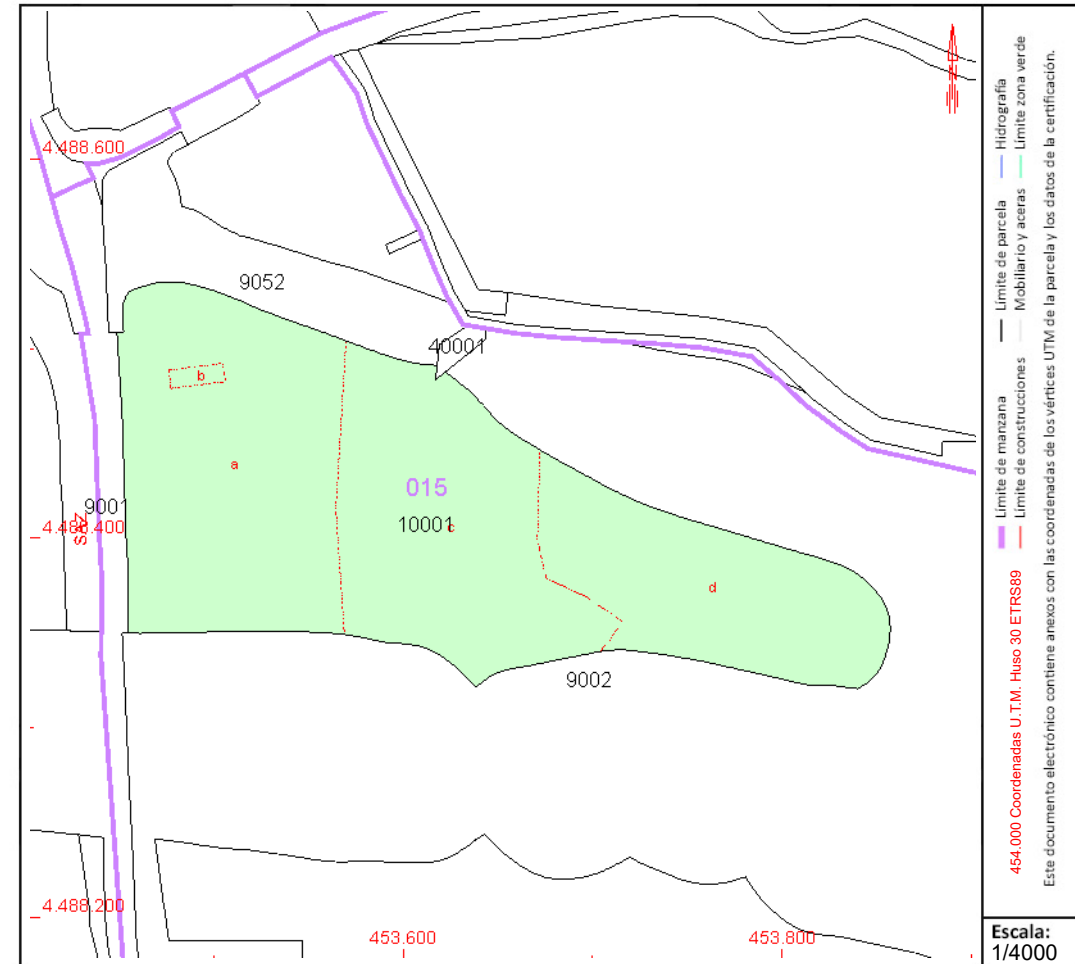 4.488.600
9052
40001
b
a
015
9001
4.488.400
SAZ
10001
c
d
9002
4.488.200
453.600
453.800
Límite de manzana
Límite de parcela
Hidrografía
454.000 Coordenadas U.T.M. Huso 30 ETRS89
Límite de construcciones
Mobiliario y aceras
Límite zona verde
Este documento electrónico contiene anexos con las coordenadas de los vértices UTM de la parcela y los datos de la certificación.
Escala:
1/4000